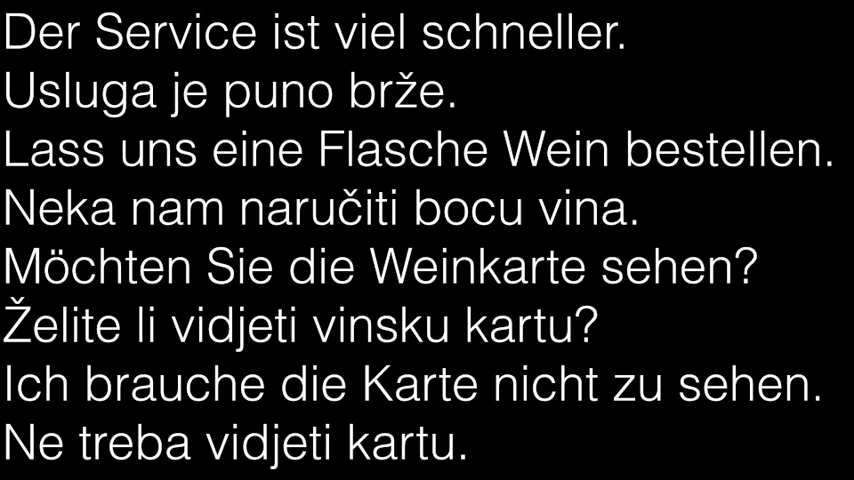 Der Service ist viel schneller.
Usluga je puno brže.
Lass uns eine Flasche Wein bestellen.
Neka nam naručiti bocu vina.
Möchten Sie die Weinkarte sehen?
Želite li vidjeti vinsku kartu?
Ich brauche die Karte nicht zu sehen.
Ne treba vidjeti kartu.